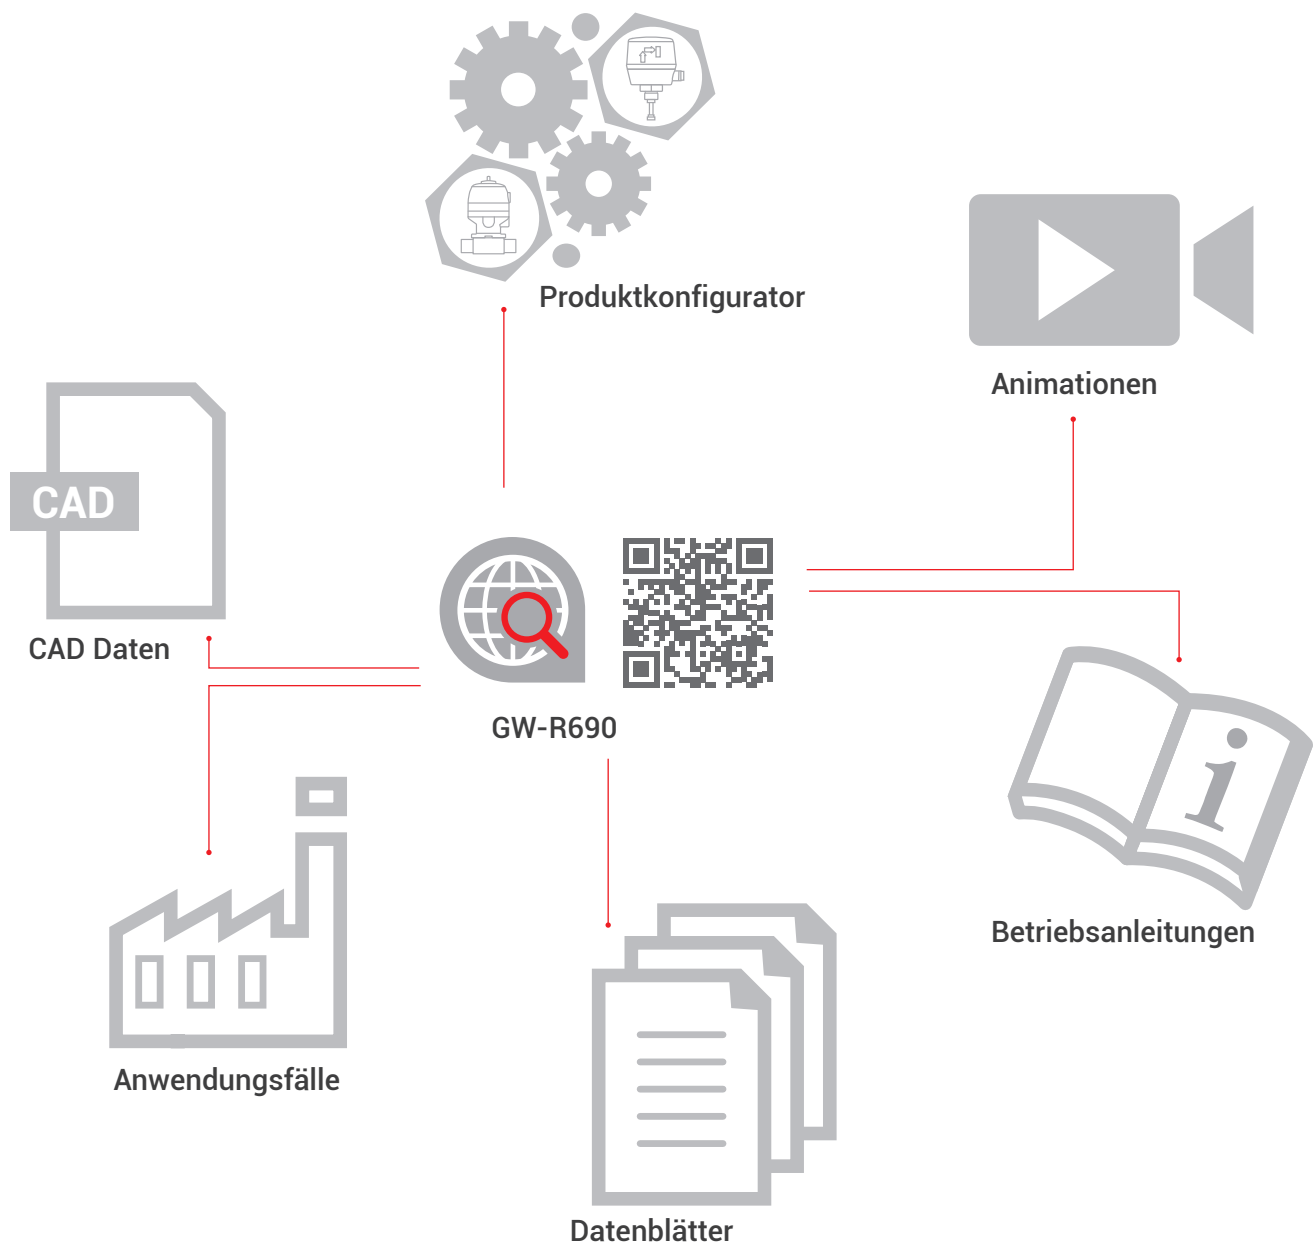 Produktkonfigurator
Animationen
CAD
CAD Daten
GW-R690
i
Betriebsanleitungen
Anwendungsfälle
Datenblätter